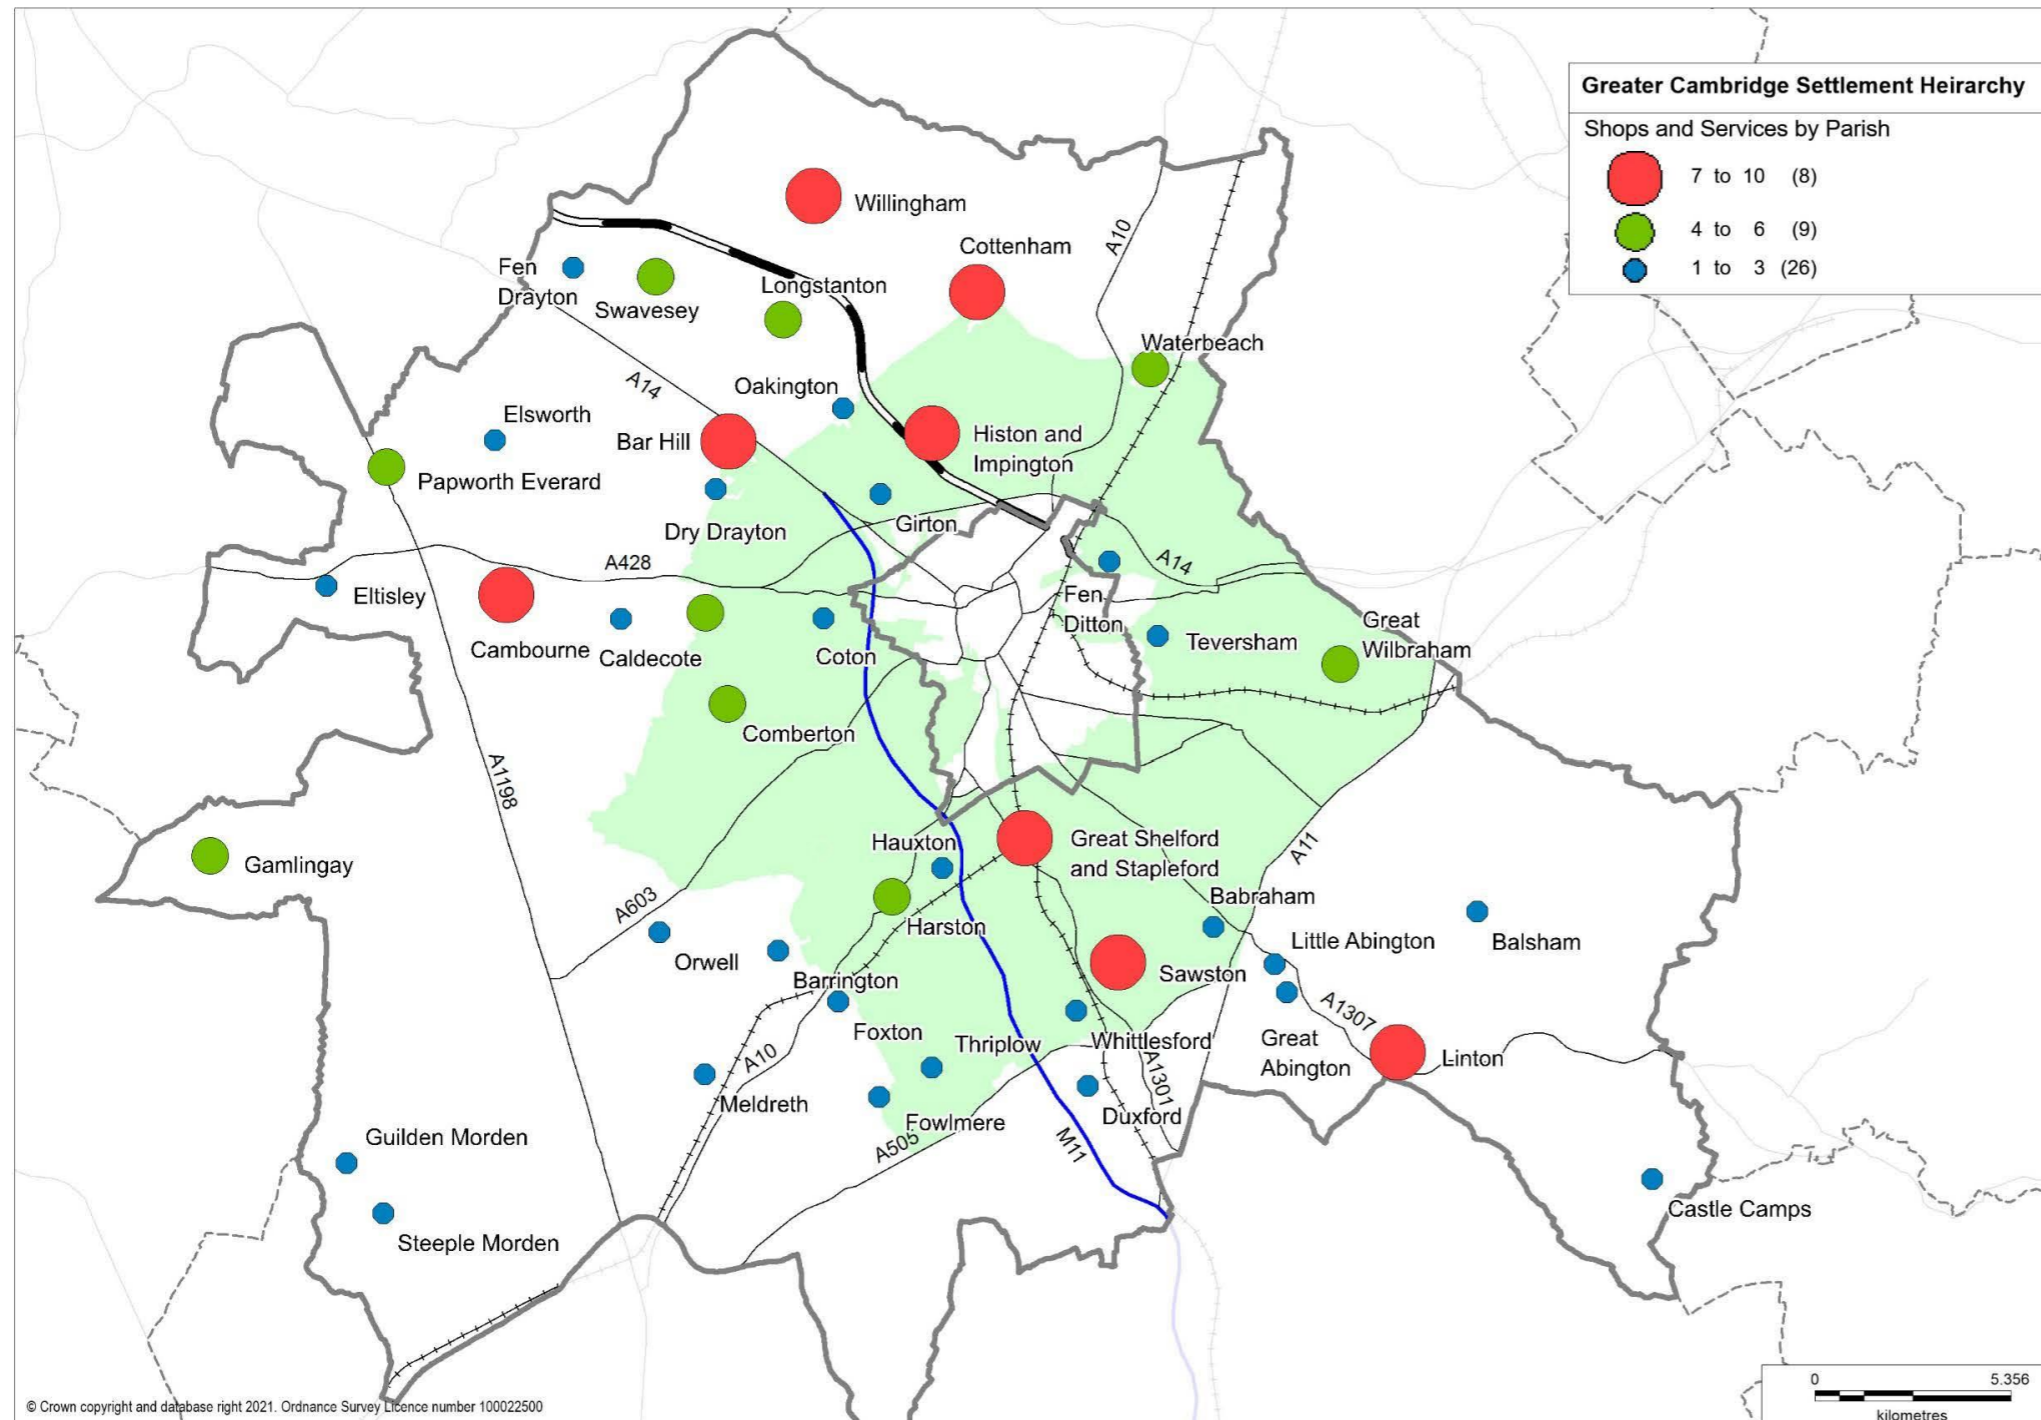 Greater Cambridge Settlement Heirarchy
Shops and Services by Parish
7 to 10 (8)
4 to 6 (9)
1 to 3 (26)
Willingham
Cottenham
A10
Fen
Drayton
Swavesey
Longstanton
Waterbeach
A14
Oakington
Elsworth
Bar Hill
Histon and
Impington
Papworth Everard
Dry Drayton
Girton
A428
A14
Eltisley
Fen
Ditton
Great
Wilbraham
Cambourne
Caldecote
Coton
Teversham
Comberton
A1198
Hauxton
Great Shelford
and Stapleford
A11
Gamlingay
A603
Harston
Babraham
Orwell
Little Abington
Balsham
Barrington
Sawston
A1307
Foxton
Thriplow
Whittlesford
Great
Abington
Linton
A10
A1301
Meldreth
Fowlmere
Duxford
A505
M11
Guilden Morden
Castle Camps
Steeple Morden
0 5.356
kilometres
© Crown copyright and database right 2021. Ordnance Survey Licence number 100022500